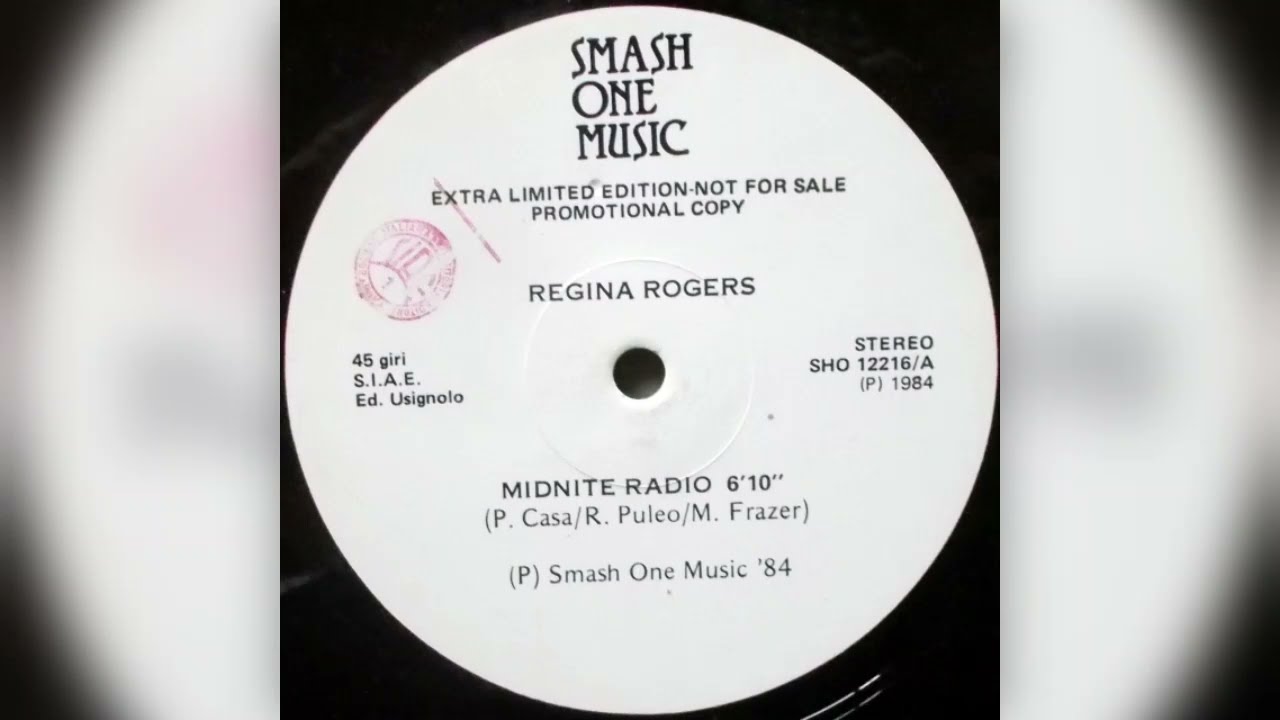 SMASH
ONE
MUSIC
EXTRA LIMITED EDITION-NOT FOR SALE
PROMOTIONAL COPY
REGINA ROGERS
45 giri
S.I.A.E.
Ed. Usignolo
STEREO
SHO 12216/A
(P) 1984
MIDNITE RADIO 6'10''
(P. Casa/R. Puleo/M. Frazer)
(P) Smash One Music '84